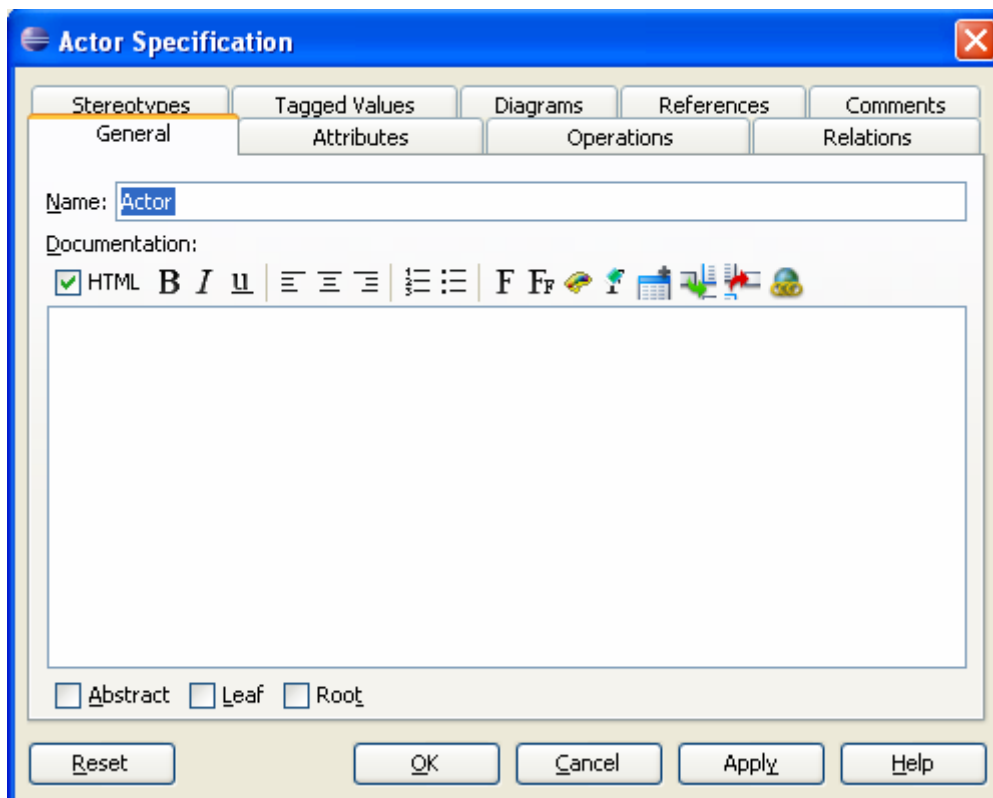 Actor Specification
Stereotypes Tagged Values Diagrams References Comments
General Attributes Operations Relations
Name: Actor
Documentation:
HTML B I u F FF
Abstract Leaf Root
Reset OK Cancel Apply Help